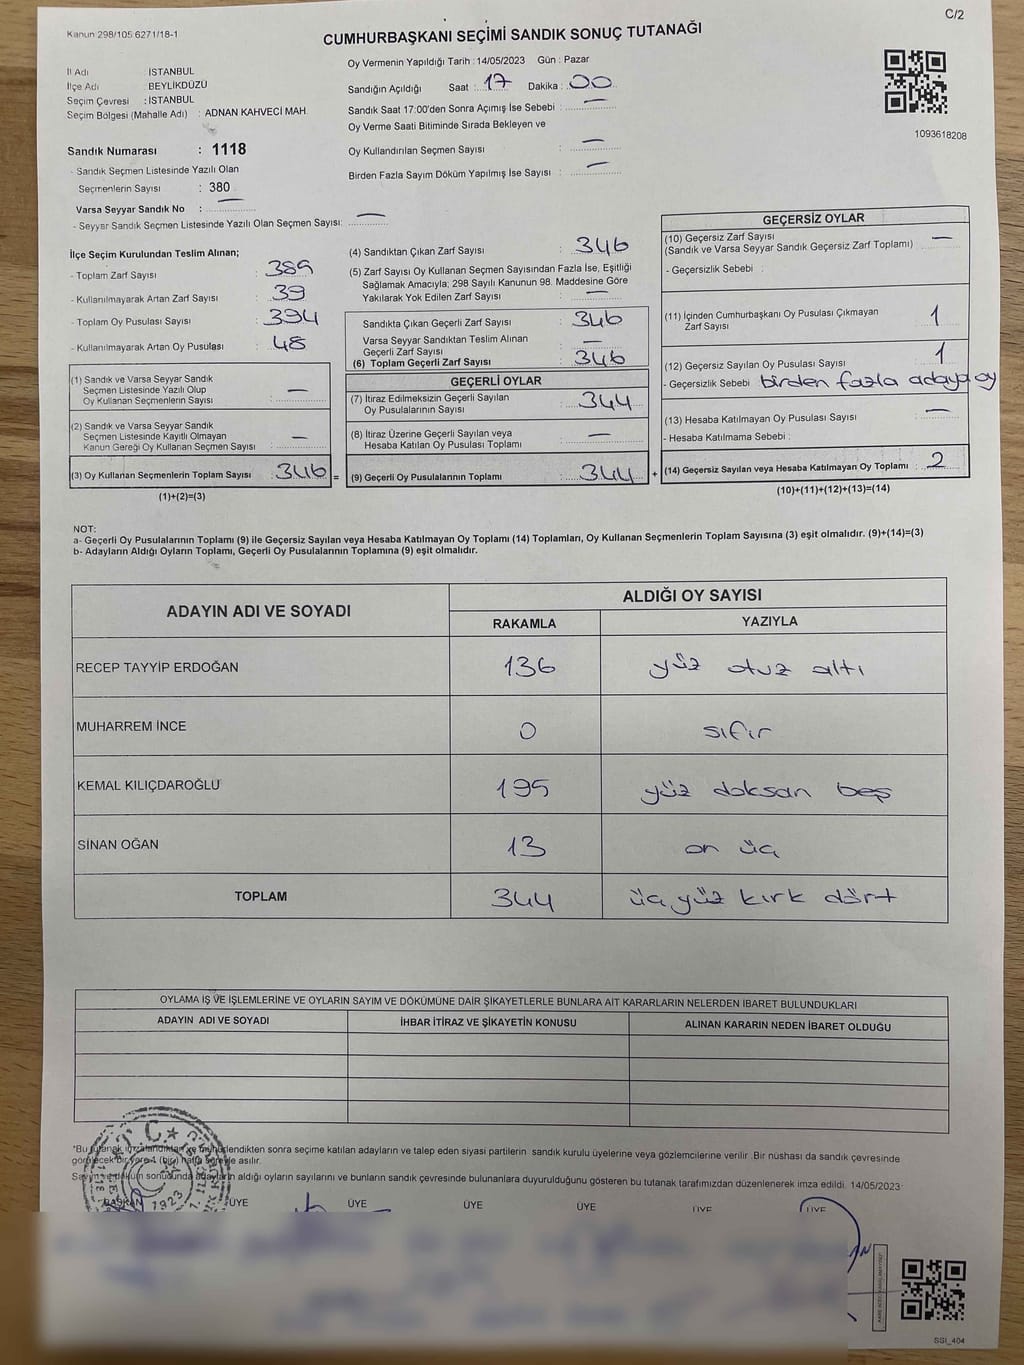 C/2
Kanun 298/105 6271/18-1
CUMHURBAŞKANI SEÇİMİ SANDIK SONUÇ TUTANAĞI
İl Adı : İSTANBUL
İlçe Adı : BEYLİKDÜZÜ
Seçim Çevresi : İSTANBUL
Seçim Bölgesi (Mahalle Adı) : ADNAN KAHVECİ MAH.
Sandık Numarası : 1118
- Sandık Seçmen Listesinde Yazılı Olan
Seçmenlerin Sayısı : 380
Varsa Seyyar Sandık No : —
- Seyyar Sandık Seçmen Listesinde Yazılı Olan Seçmen Sayısı: —
Oy Vermenin Yapıldığı Tarih : 14/05/2023 Gün : Pazar
Sandığın Açıldığı Saat : 17 Dakika : 00
Sandık Saat 17:00'den Sonra Açımış İse Sebebi : —
Oy Verme Saati Bitiminde Sırada Bekleyen ve
Oy Kullandırılan Seçmen Sayısı : —
Birden Fazla Sayım Döküm Yapılmış İse Sayısı : —
1093618208
İlçe Seçim Kurulundan Teslim Alınan;
- Toplam Zarf Sayısı : 385
- Kullanılmayarak Artan Zarf Sayısı : 39
- Toplam Oy Pusulası Sayısı : 394
- Kullanılmayarak Artan Oy Pusulası : 48
(1) Sandık ve Varsa Seyyar Sandık
Seçmen Listesinde Yazılı Olup
Oy Kullanan Seçmenlerin Sayısı : —
(2) Sandık ve Varsa Seyyar Sandık
Seçmen Listesinde Kayıtlı Olmayan
Kanun Gereği Oy Kullanan Seçmen Sayısı : —
(3) Oy Kullanan Seçmenlerin Toplam Sayısı : 346 =
(1)+(2)=(3)
(4) Sandıktan Çıkan Zarf Sayısı : 346
(5) Zarf Sayısı Oy Kullanan Seçmen Sayısından Fazla İse, Eşitliği
Sağlamak Amacıyla; 298 Sayılı Kanunun 98. Maddesine Göre
Yakılarak Yok Edilen Zarf Sayısı : —
Sandıkta Çıkan Geçerli Zarf Sayısı : 346
Varsa Seyyar Sandıktan Teslim Alınan
Geçerli Zarf Sayısı : —
(6) Toplam Geçerli Zarf Sayısı : 346
GEÇERLİ OYLAR
(7) İtiraz Edilmeksizin Geçerli Sayılan
Oy Pusulalarının Sayısı : 344
(8) İtiraz Üzerine Geçerli Sayılan veya
Hesaba Katılan Oy Pusulası Toplamı : —
(9) Geçerli Oy Pusulalarının Toplamı : 344 +
GEÇERSİZ OYLAR
(10) Geçersiz Zarf Sayısı
(Sandık ve Varsa Seyyar Sandık Geçersiz Zarf Toplamı) : —
- Geçersizlik Sebebi :
(11) İçinden Cumhurbaşkanı Oy Pusulası Çıkmayan
Zarf Sayısı : 1
(12) Geçersiz Sayılan Oy Pusulası Sayısı : 1
- Geçersizlik Sebebi birden fazla adaya oy
(13) Hesaba Katılmayan Oy Pusulası Sayısı : —
- Hesaba Katılmama Sebebi :
(14) Geçersiz Sayılan veya Hesaba Katılmayan Oy Toplamı : 2
(10)+(11)+(12)+(13)=(14)
NOT:
a- Geçerli Oy Pusulalarının Toplamı (9) ile Geçersiz Sayılan veya Hesaba Katılmayan Oy Toplamı (14) Toplamları, Oy Kullanan Seçmenlerin Toplam Sayısına (3) eşit olmalıdır. (9)+(14)=(3)
b- Adayların Aldığı Oyların Toplamı, Geçerli Oy Pusulalarının Toplamına (9) eşit olmalıdır.
ADAYIN ADI VE SOYADI ALDIĞI OY SAYISI
RAKAMLA YAZIYLA
RECEP TAYYİP ERDOĞAN 136 yüz otuz altı
MUHARREM İNCE 0 sıfır
KEMAL KILIÇDAROĞLU 195 yüz doksan beş
SİNAN OĞAN 13 on üç
TOPLAM 344 üç yüz kırk dört
OYLAMA İŞ VE İŞLEMLERİNE VE OYLARIN SAYIM VE DÖKÜMÜNE DAİR ŞİKAYETLERLE BUNLARA AİT KARARLARIN NELERDEN İBARET BULUNDUKLARI
ADAYIN ADI VE SOYADI İHBAR İTİRAZ VE ŞİKAYETİN KONUSU ALINAN KARARIN NEDEN İBARET OLDUĞU
*Bu tutanak imzalandıktan ve mühürlendikten sonra seçime katılan adayların ve talep eden siyasi partilerin sandık kurulu üyelerine veya gözlemcilerine verilir. Bir nüshası da sandık çevresinde
görülecek bir yere 1 (bir) hafta süreyle asılır.
Sayım ve döküm sonucunda adayların aldığı oyların sayılarını ve bunların sandık çevresinde bulunanlara duyurulduğunu gösteren bu tutanak tarafımızdan düzenlenerek imza edildi. 14/05/2023
BAŞKAN ÜYE ÜYE ÜYE ÜYE ÜYE ÜYE
T.C.
1923
SSI_404